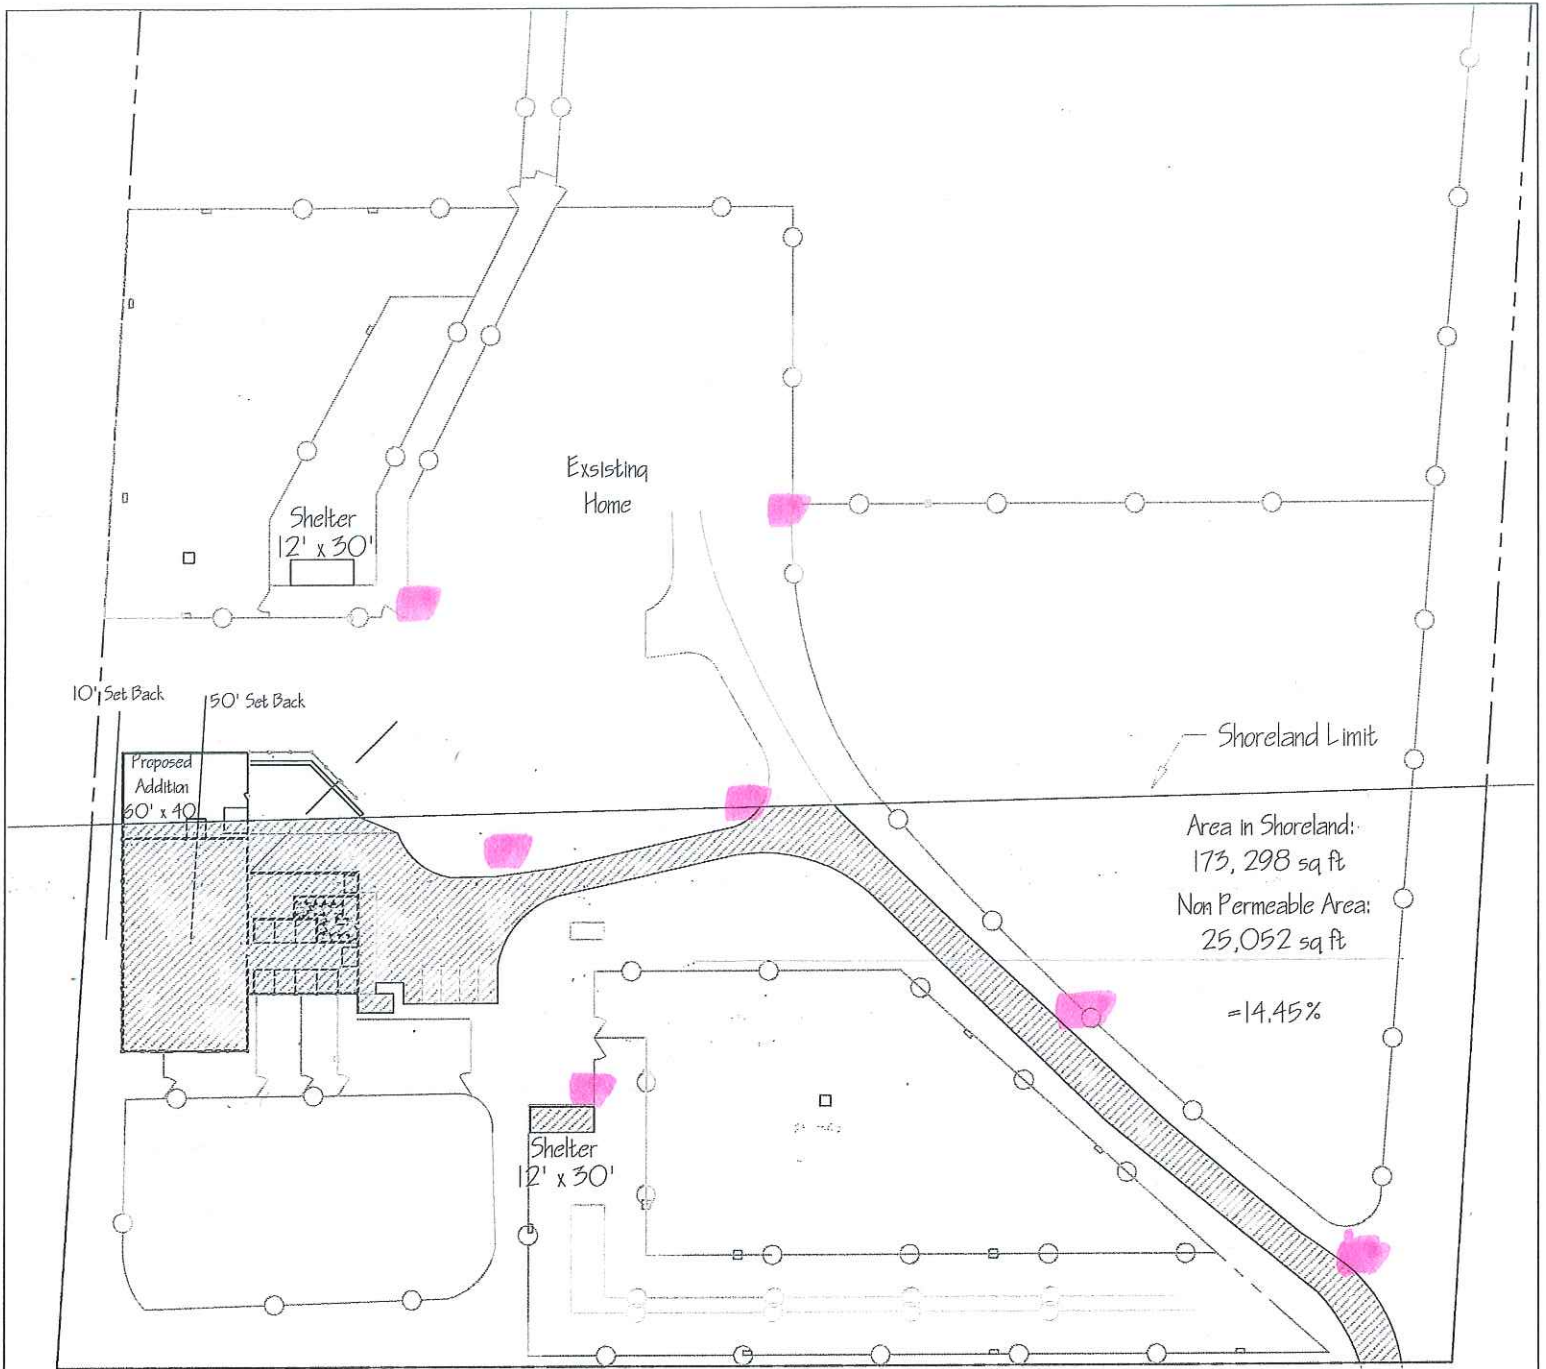 Exsisting
Home
Shelter
12' x 30'
10' Set Back
50' Set Back
Shoreland Limit
Proposed
Addition
60' x 40'
Area in Shoreland:
173, 298 sq ft
Non Permeable Area:
25,052 sq ft
=14.45%
Shelter
12' x 30'